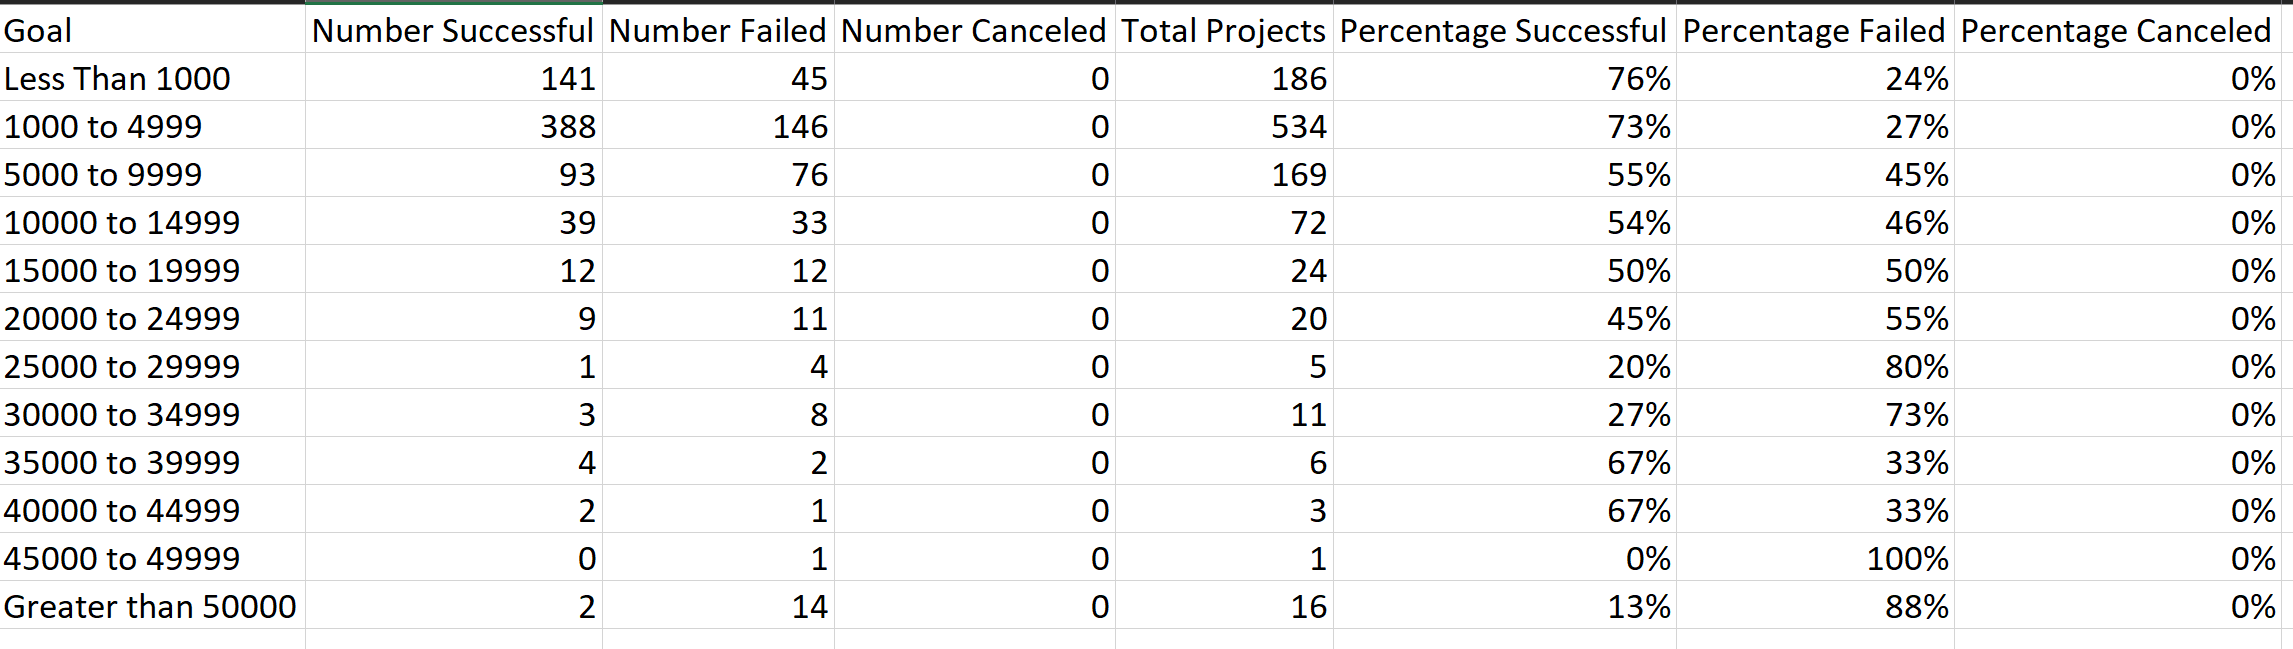 Goal Number Successful Number Failed Number Canceled Total Projects Percentage Successful Percentage Failed Percentage Canceled
Less Than 1000 141 45 0 186 76% 24% 0%
1000 to 4999 388 146 0 534 73% 27% 0%
5000 to 9999 93 76 0 169 55% 45% 0%
10000 to 14999 39 33 0 72 54% 46% 0%
15000 to 19999 12 12 0 24 50% 50% 0%
20000 to 24999 9 11 0 20 45% 55% 0%
25000 to 29999 1 4 0 5 20% 80% 0%
30000 to 34999 3 8 0 11 27% 73% 0%
35000 to 39999 4 2 0 6 67% 33% 0%
40000 to 44999 2 1 0 3 67% 33% 0%
45000 to 49999 0 1 0 1 0% 100% 0%
Greater than 50000 2 14 0 16 13% 88% 0%